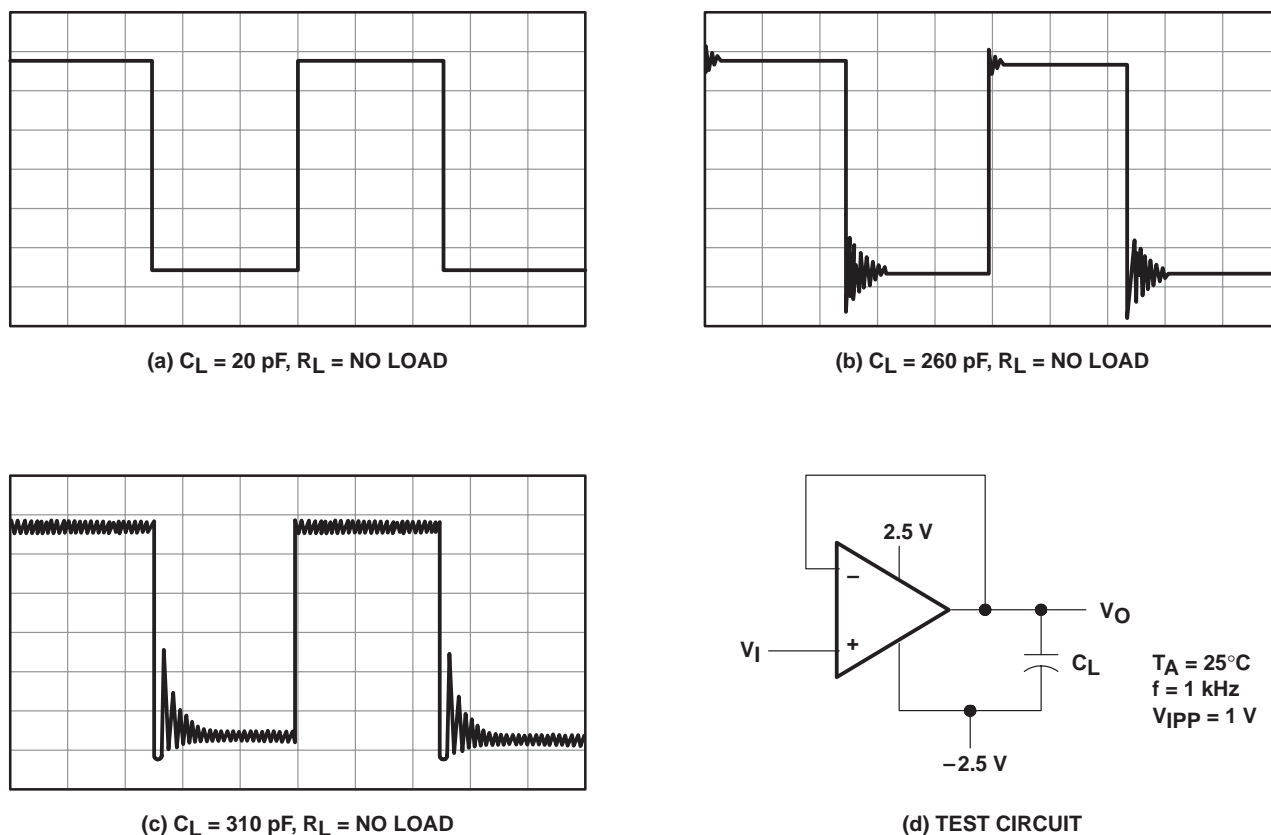 (a) CL = 20 pF, RL = NO LOAD
(b) CL = 260 pF, RL = NO LOAD
(c) CL = 310 pF, RL = NO LOAD
2.5 V
−
+
VI
VO
CL
−2.5 V
TA = 25°C
f = 1 kHz
VIPP = 1 V
(d) TEST CIRCUIT